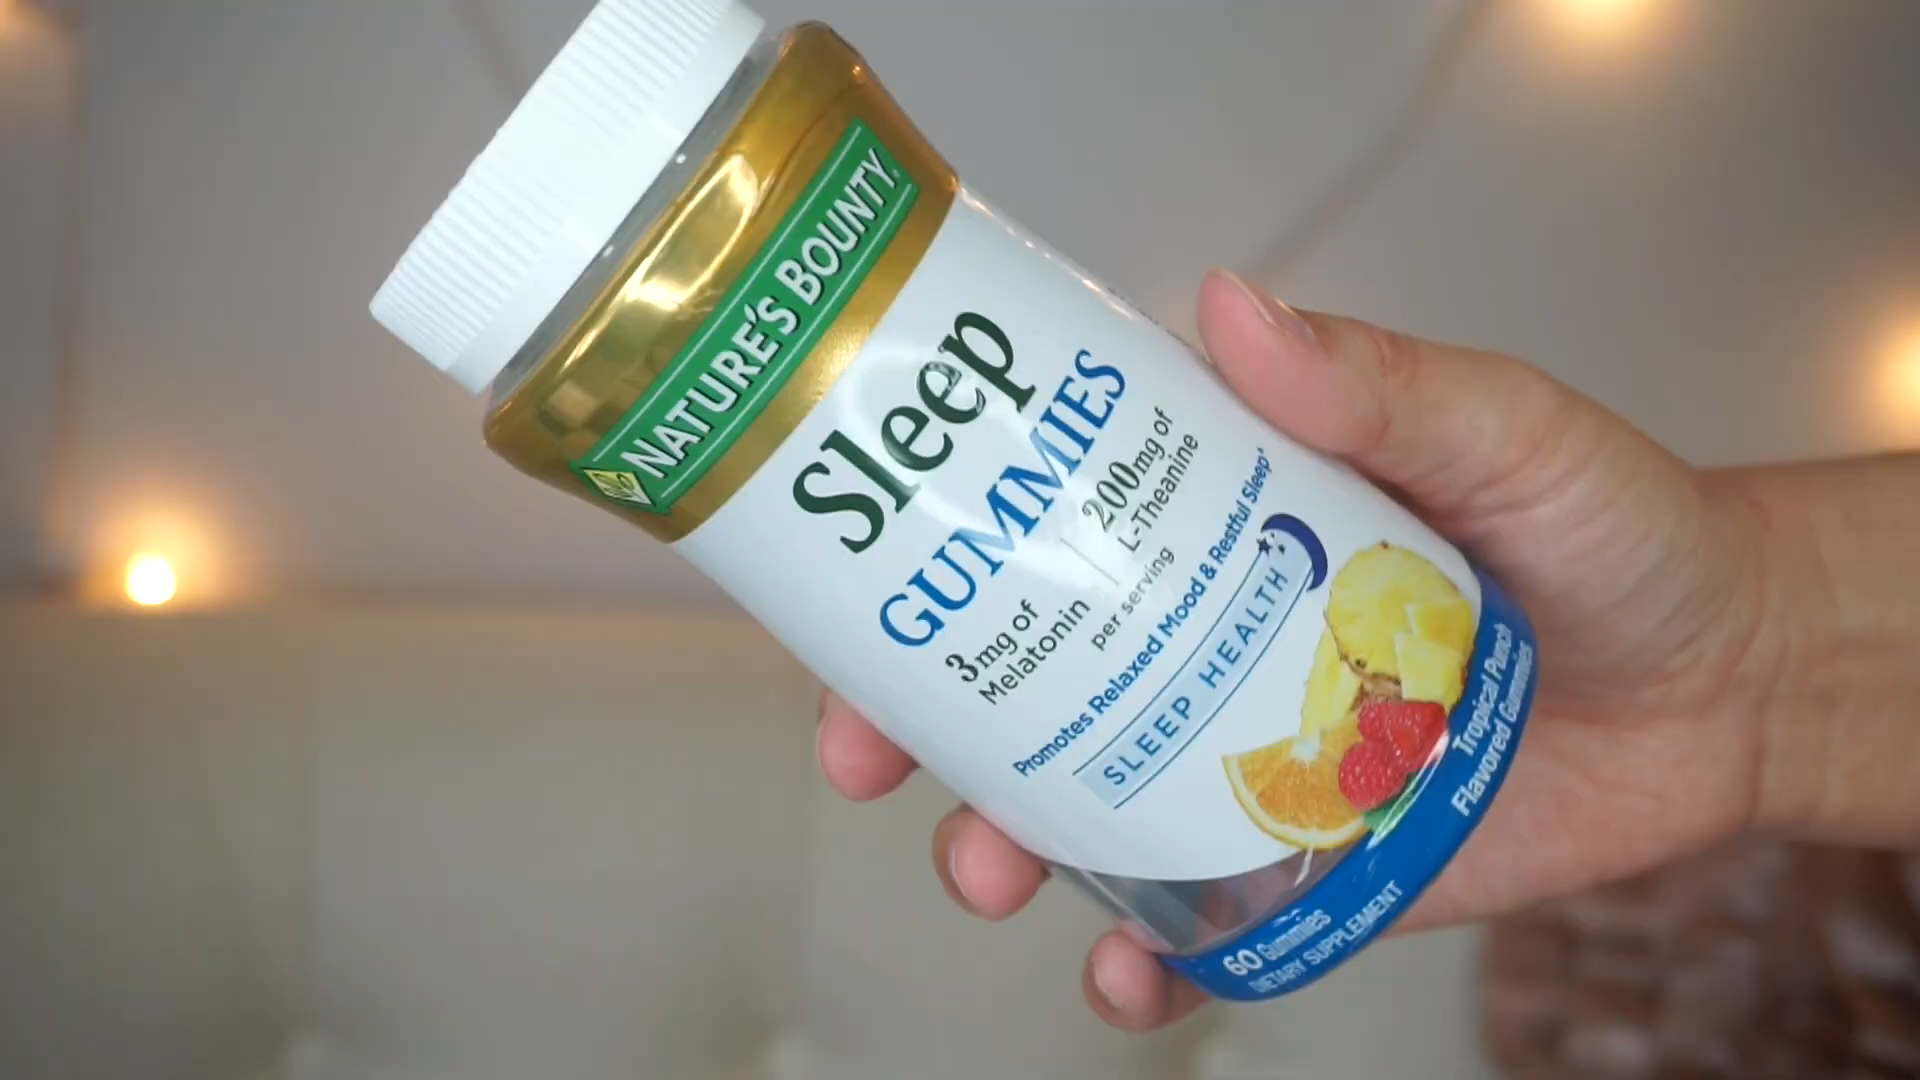 NATURE'S BOUNTY®
Sleep
GUMMIES
3mg of
Melatonin
200mg of
L-Theanine
per serving
Promotes Relaxed Mood & Restful Sleep
SLEEP HEALTH
Tropical Punch
Flavored Gummies
60 Gummies
DIETARY SUPPLEMENT